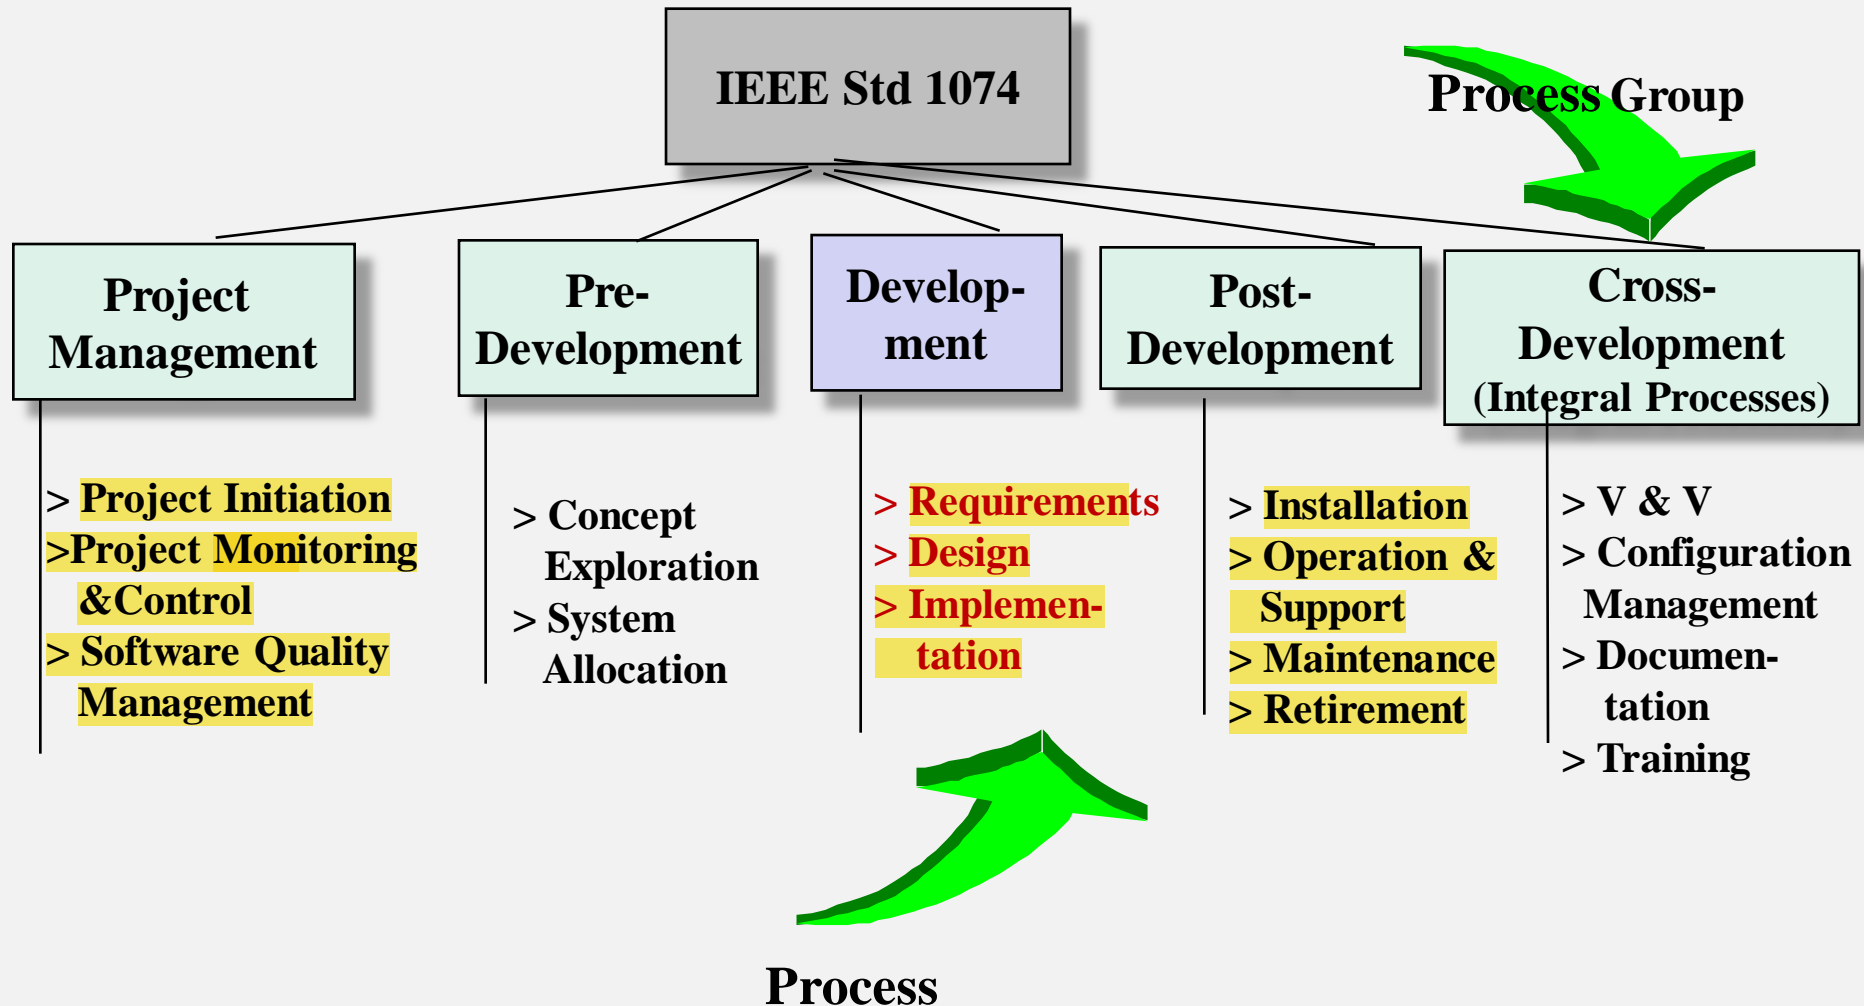 IEEE Std 1074
Process Group
Project
Management
Pre-
Development
Develop-
ment
Post-
Development
Cross-
Development
(Integral Processes)
> Project Initiation
>Project Monitoring
&Control
> Software Quality
Management
> Concept
Exploration
> System
Allocation
> Requirements
> Design
> Implemen-
tation
> Installation
> Operation &
Support
> Maintenance
> Retirement
> V & V
> Configuration
Management
> Documen-
tation
> Training
Process